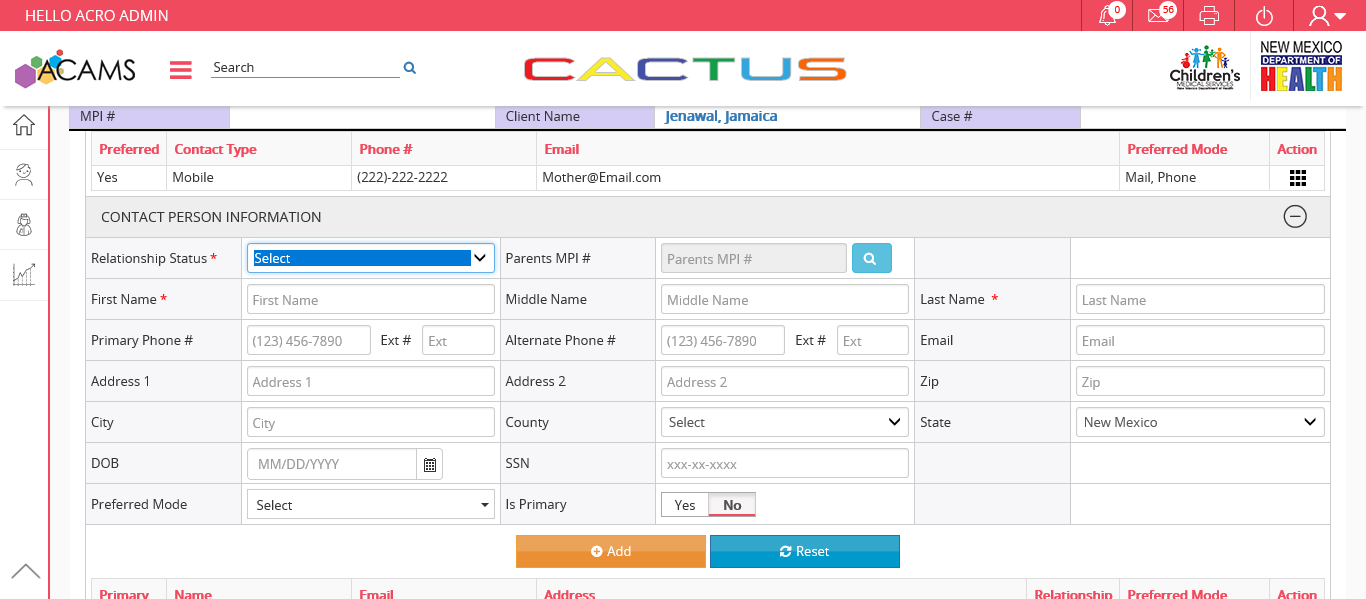 HELLO ACRO ADMIN 0 56
ACAMS Search CACTUS Children's MEDICAL SERVICES New Mexico Department of Health NEW MEXICO DEPARTMENT OF HEALTH
MPI # Client Name Jenawal, Jamaica Case #
Preferred Contact Type Phone # Email Preferred Mode Action
Yes Mobile (222)-222-2222 Mother@Email.com Mail, Phone
CONTACT PERSON INFORMATION
Relationship Status * Select Parents MPI # Parents MPI #
First Name * First Name Middle Name Middle Name Last Name * Last Name
Primary Phone # (123) 456-7890 Ext # Ext Alternate Phone # (123) 456-7890 Ext # Ext Email Email
Address 1 Address 1 Address 2 Address 2 Zip Zip
City City County Select State New Mexico
DOB MM/DD/YYYY SSN xxx-xx-xxxx
Preferred Mode Select Is Primary Yes No
Add Reset
Primary Name Email Address Relationship Preferred Mode Action